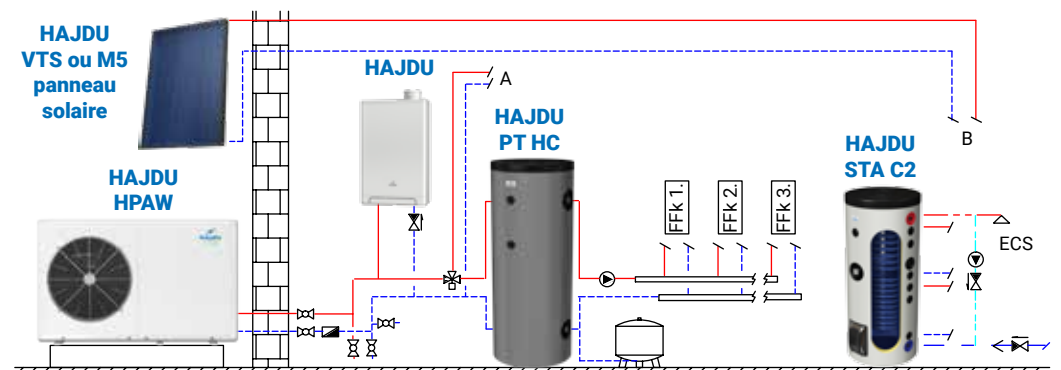 HAJDU
VTS ou M5
panneau
solaire
HAJDU
A
HAJDU
PT HC
B
HAJDU
STA C2
HAJDU
HPAW
FFk 1.
FFk 2.
FFk 3.
ECS